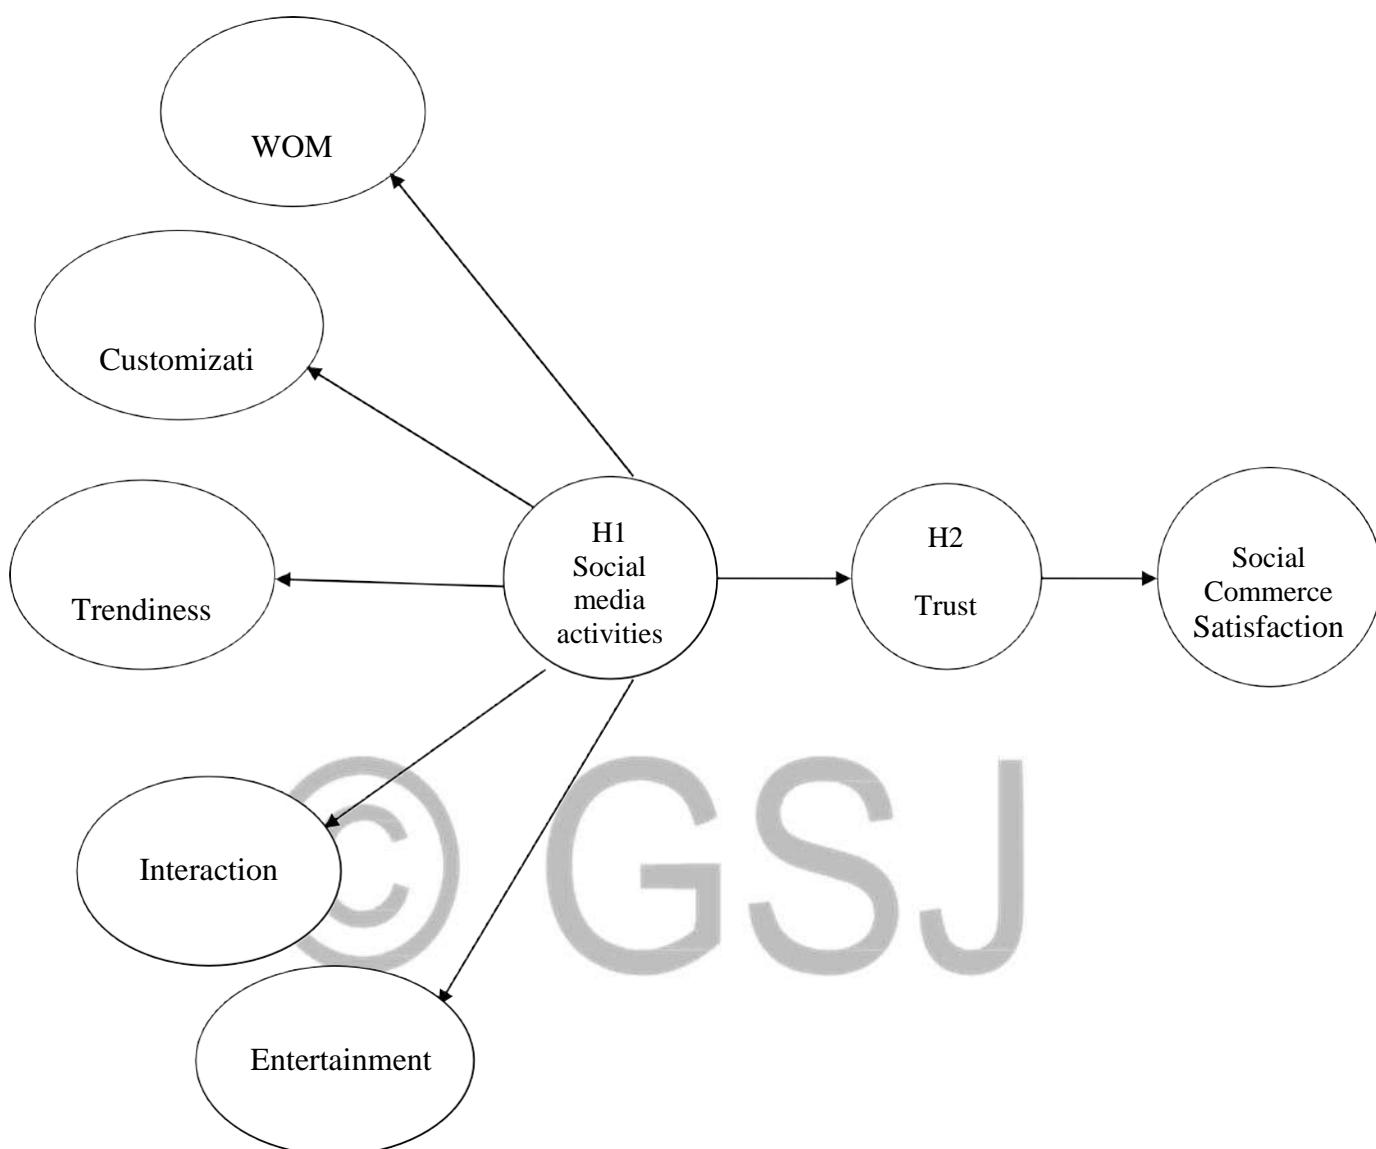 WOM
Customizati
Trendiness
H1
Social
media
activities
H2
Trust
Social
Commerce
Satisfaction
Interaction
Entertainment
© GSJ